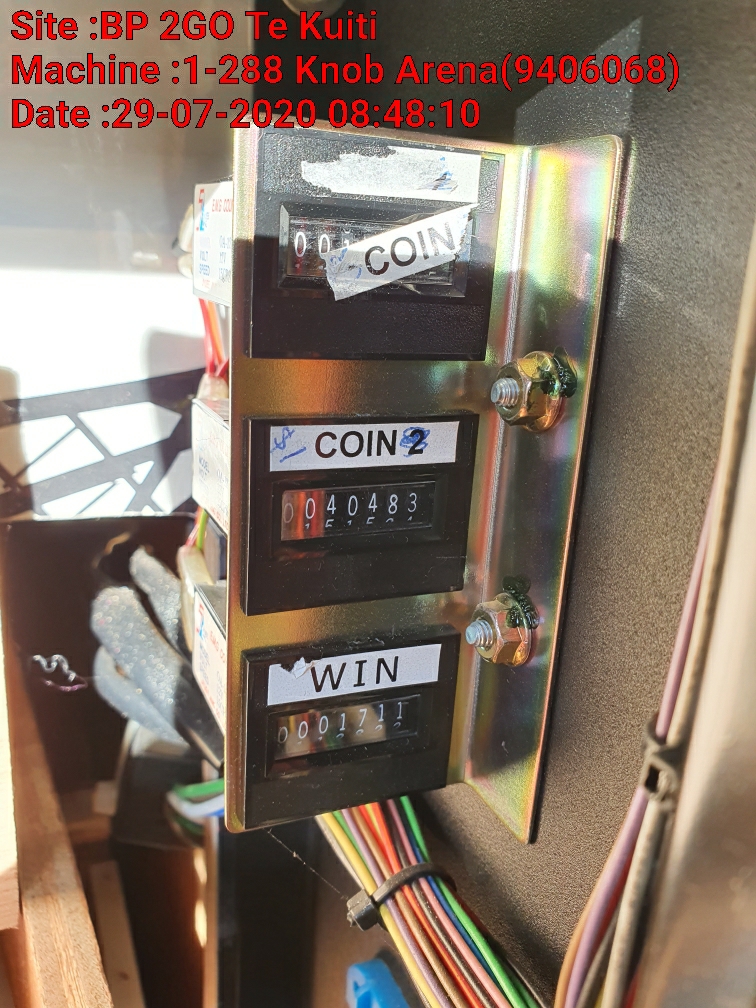 Site :BP 2GO Te Kuiti
Machine :1-288 Knob Arena(9406068)
Date :29-07-2020 08:48:10
COIN
$ COIN 2
0040483
WIN
0001711